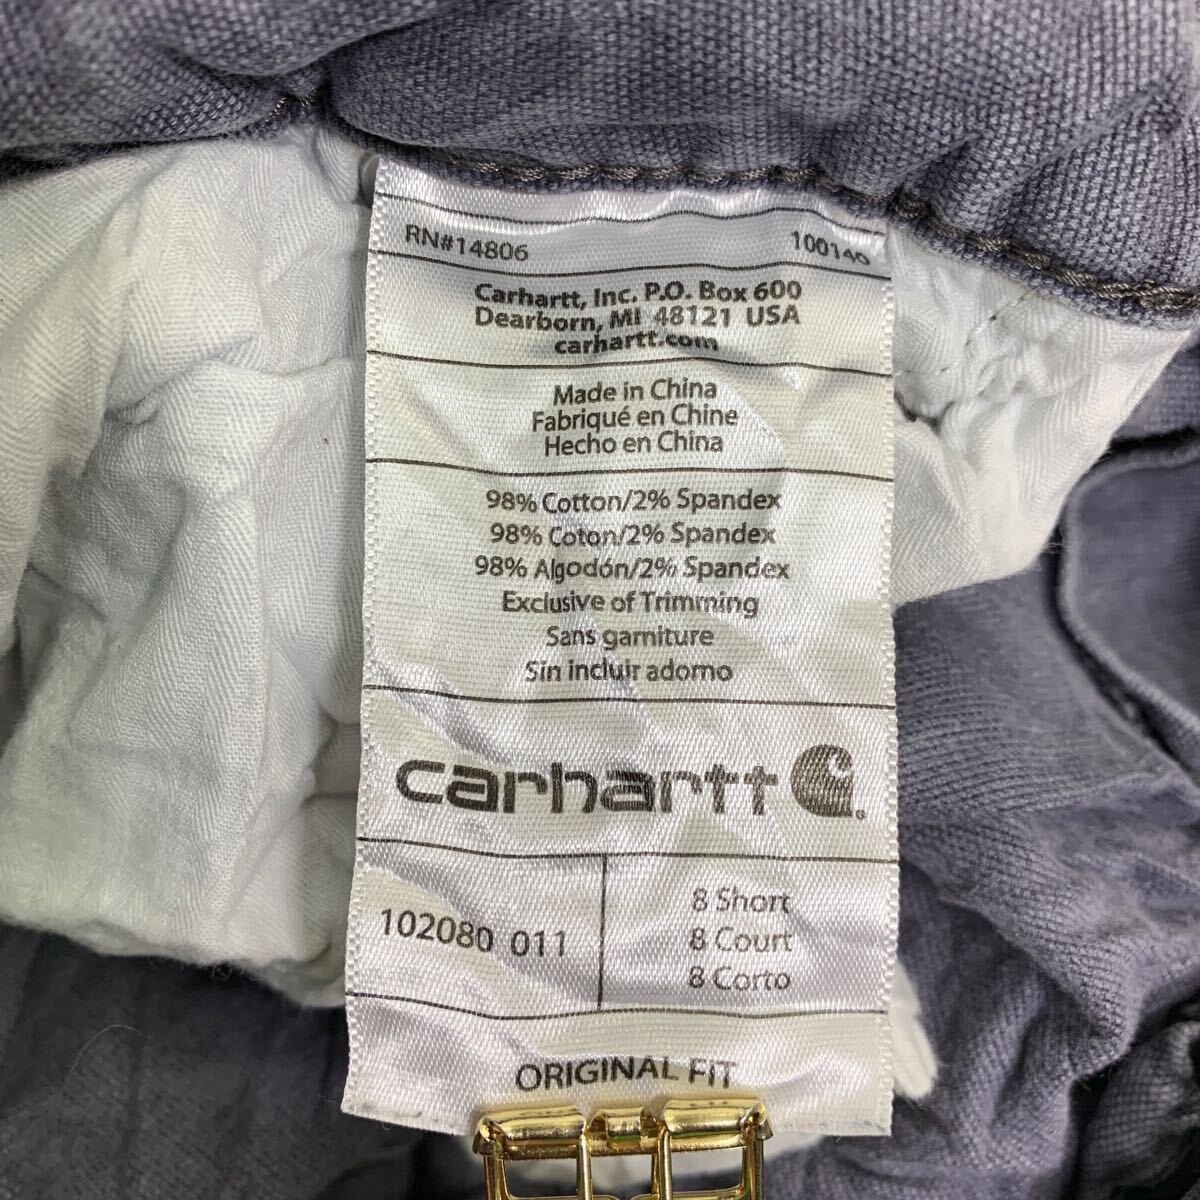 RN#14806 100140
Carhartt, Inc. P.O. Box 600
Dearborn, MI 48121 USA
carhartt.com
Made in China
Fabriqué en Chine
Hecho en China
98% Cotton/2% Spandex
98% Coton/2% Spandex
98% Algodón/2% Spandex
Exclusive of Trimming
Sans garniture
Sin incluir adorno
carhartt
102080 011
8 Short
8 Court
8 Corto
ORIGINAL FIT